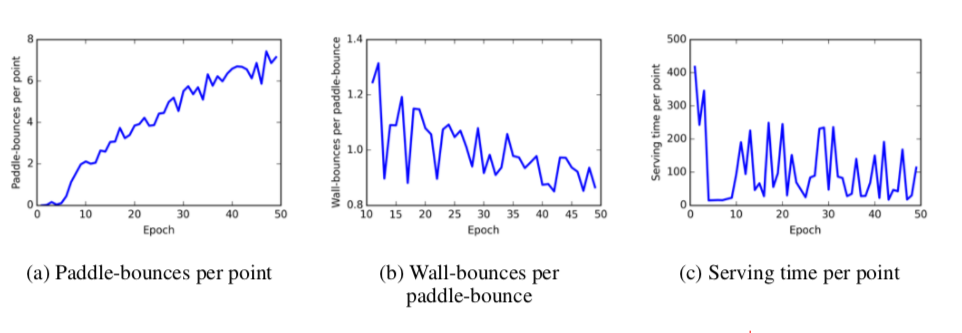 8
6
4
2
0
0 10 20 30 40 50
Paddle-bounces per point
Epoch
(a) Paddle-bounces per point
1.4
1.2
1.0
0.8
10 15 20 25 30 35 40 45 50
Wall-bounces per paddle-bounce
Epoch
(b) Wall-bounces per
paddle-bounce
500
400
300
200
100
0
0 10 20 30 40 50
Serving time per point
Epoch
(c) Serving time per point